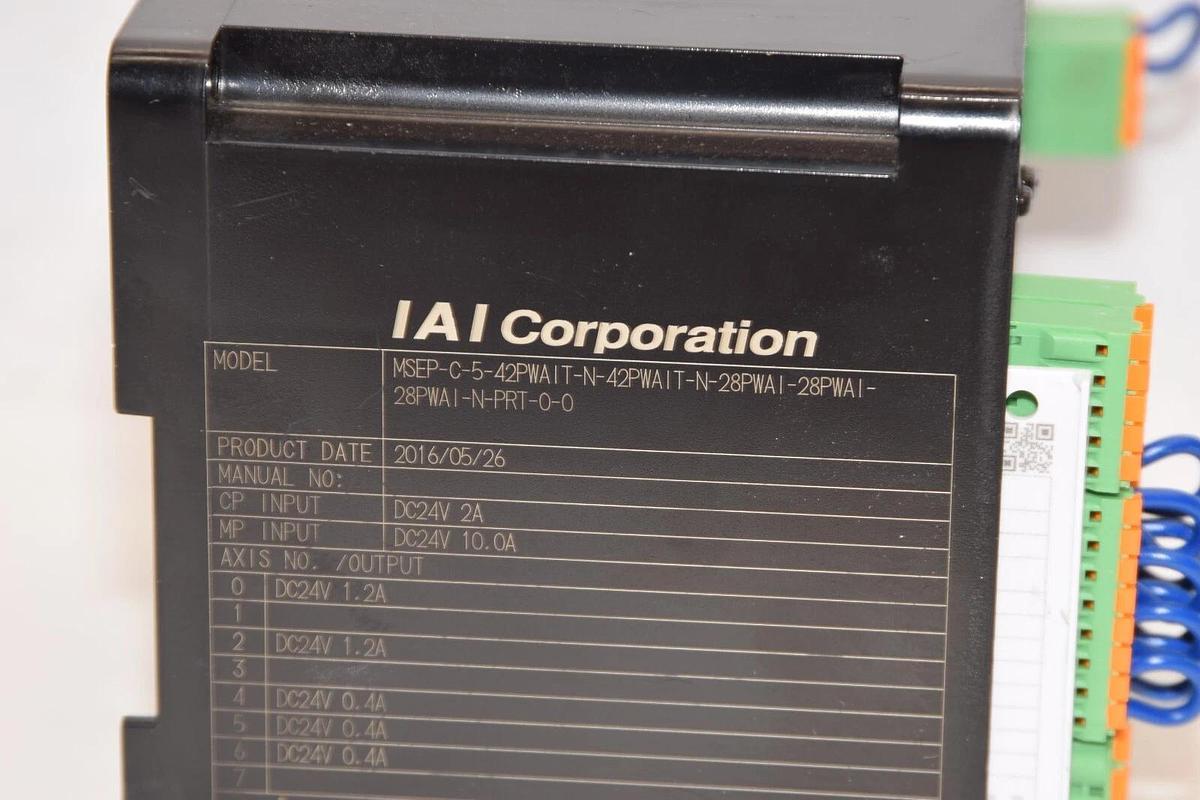 IAI Corporation
MODEL MSEP-C-5-42PWAIT-N-42PWAIT-N-28PWAI-28PWAI-
28PWAI-N-PRT-0-0
PRODUCT DATE 2016/05/26
MANUAL NO:
CP INPUT DC24V 2A
MP INPUT DC24V 10.0A
AXIS NO. /OUTPUT
0 DC24V 1.2A
1
2 DC24V 1.2A
3
4 DC24V 0.4A
5 DC24V 0.4A
6 DC24V 0.4A
7